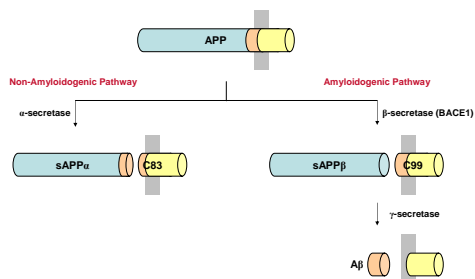 APP
Non-Amyloidogenic Pathway
Amyloidogenic Pathway
α-secretase
β-secretase (BACE1)
sAPPα
C83
sAPPβ
C99
γ-secretase
Aβ